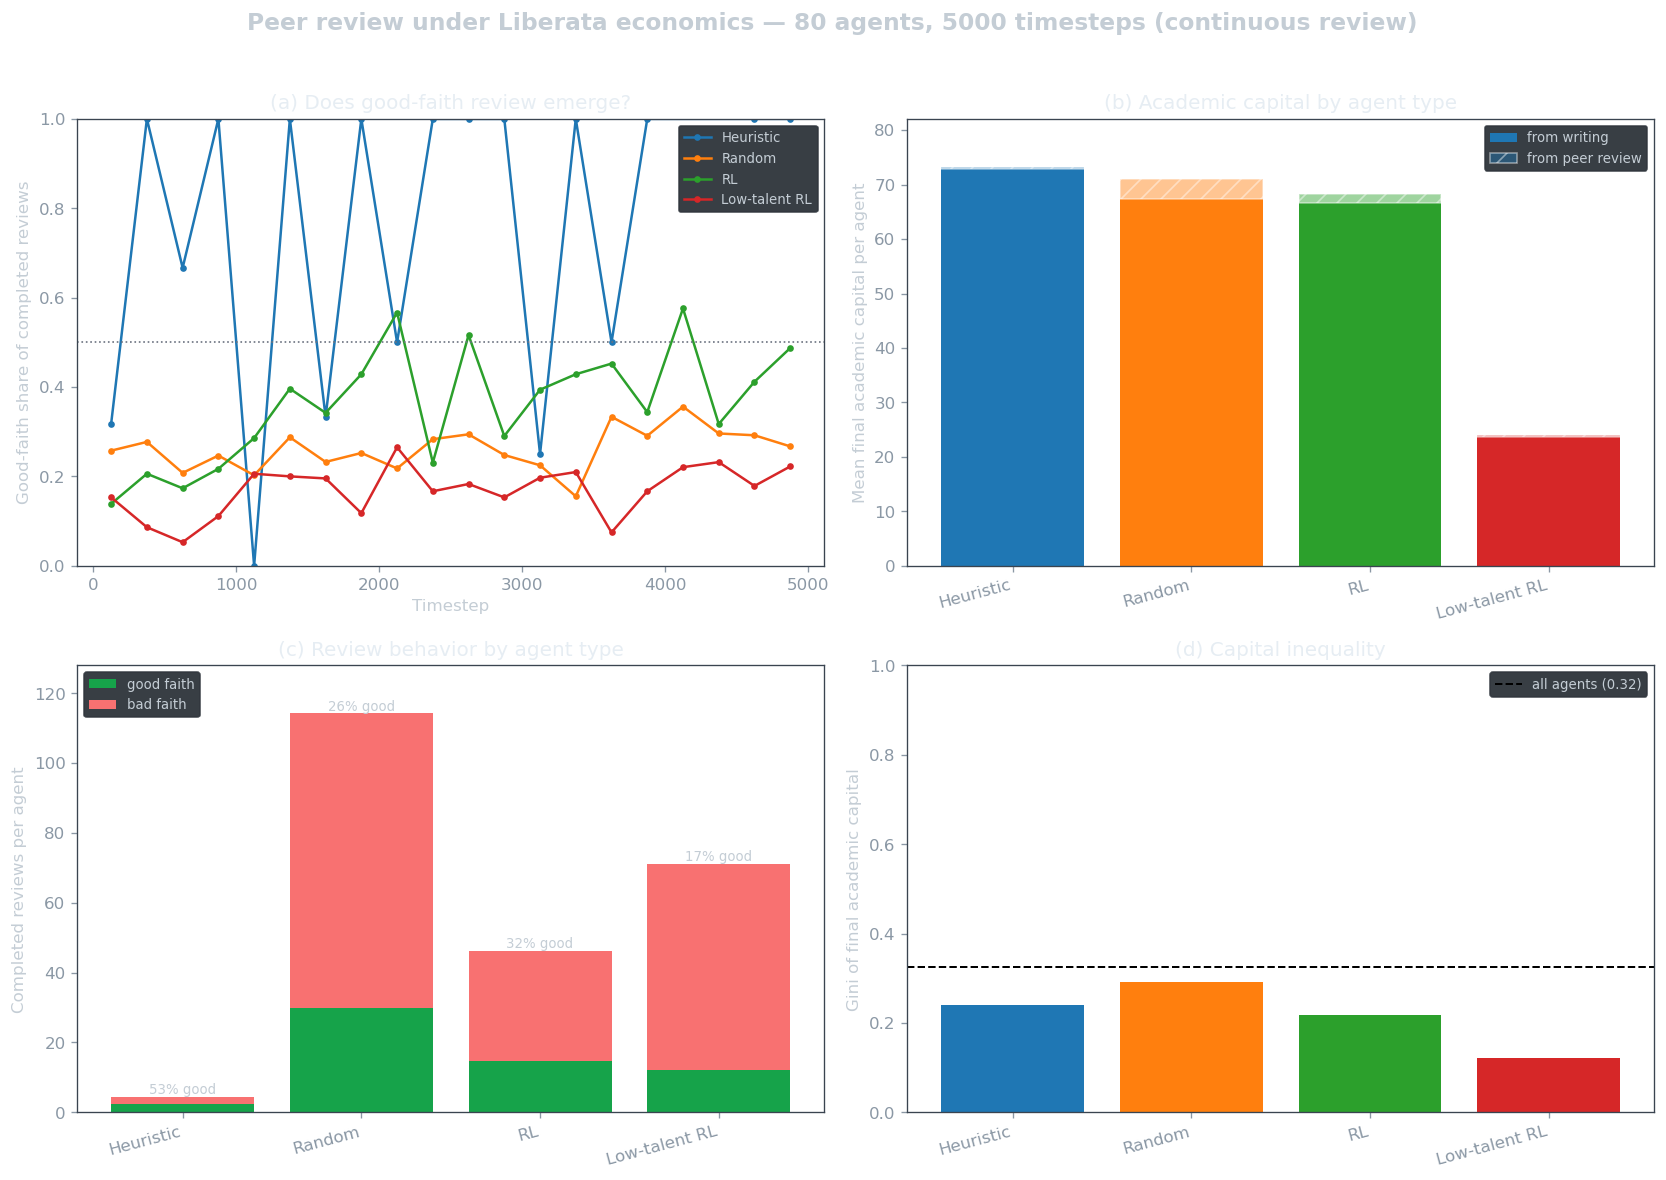 Peer review under Liberata economics — 80 agents, 5000 timesteps (continuous review)
(a) Does good-faith review emerge?
Good-faith share of completed reviews
1.0
0.8
0.6
0.4
0.2
0.0
0 1000 2000 3000 4000 5000
Timestep
Heuristic
Random
RL
Low-talent RL
(b) Academic capital by agent type
Mean final academic capital per agent
80
70
60
50
40
30
20
10
0
from writing
from peer review
Heuristic Random RL Low-talent RL
(c) Review behavior by agent type
Completed reviews per agent
120
100
80
60
40
20
0
good faith
bad faith
53% good
26% good
32% good
17% good
Heuristic Random RL Low-talent RL
(d) Capital inequality
Gini of final academic capital
1.0
0.8
0.6
0.4
0.2
0.0
all agents (0.32)
Heuristic Random RL Low-talent RL